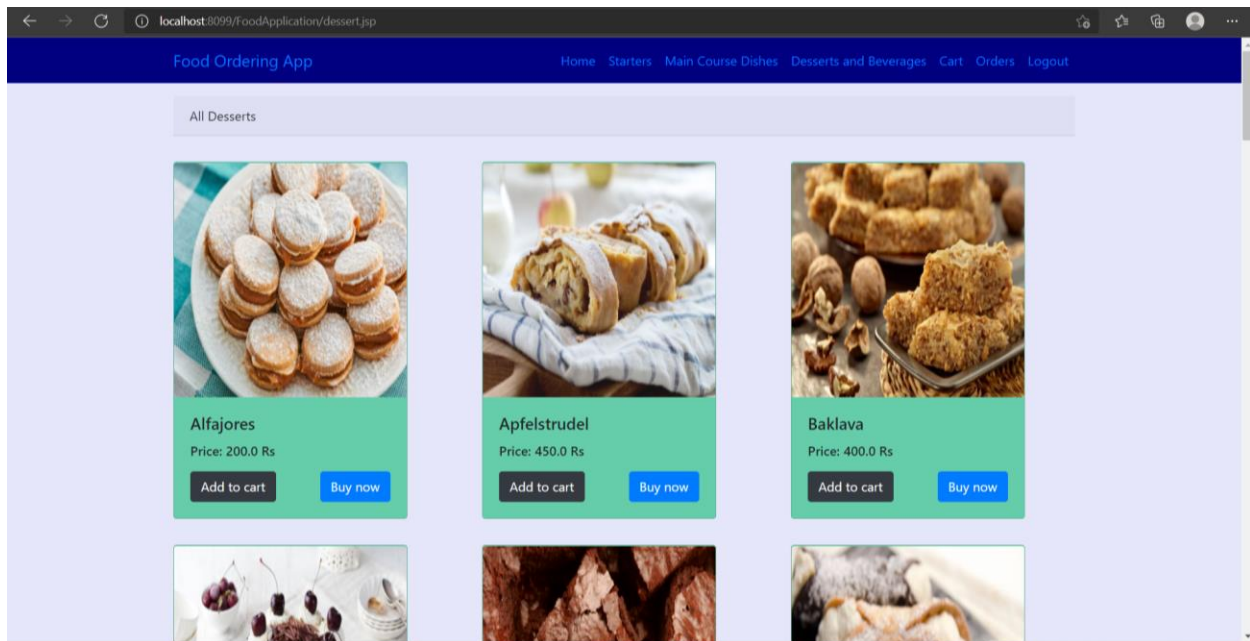 localhost:8099/FoodApplication/dessert.jsp
Food Ordering App Home Starters Main Course Dishes Desserts and Beverages Cart Orders Logout
All Desserts
Alfajores
Price: 200.0 Rs
Add to cart Buy now
Apfelstrudel
Price: 450.0 Rs
Add to cart Buy now
Baklava
Price: 400.0 Rs
Add to cart Buy now